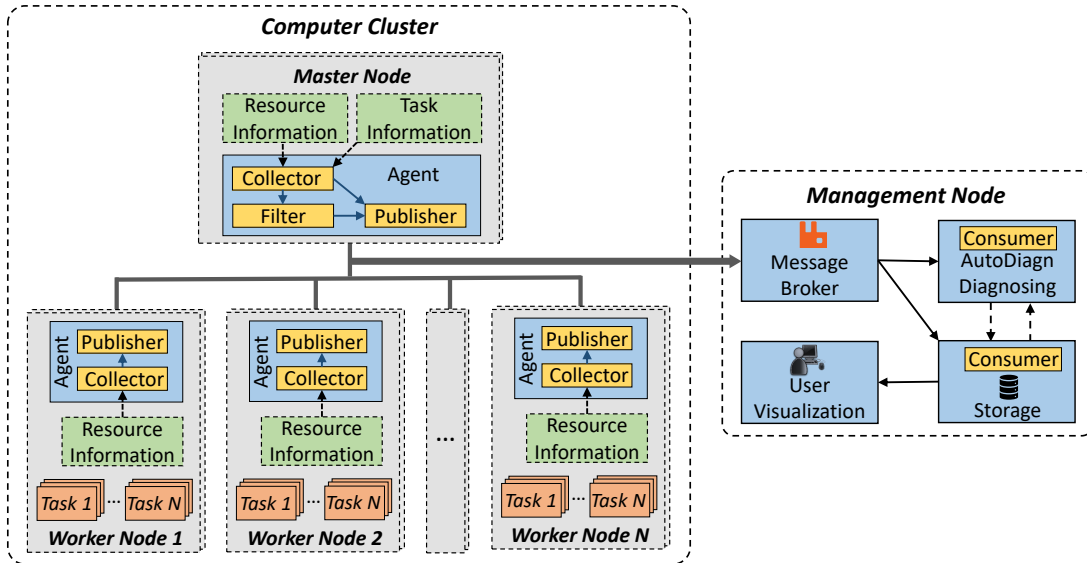 Computer Cluster
Master Node
Resource
Information
Task
Information
Agent
Collector
Filter
Publisher
Management Node
Message
Broker
Consumer
AutoDiagn
Diagnosing
User
Visualization
Consumer
Storage
Agent
Publisher
Collector
Resource
Information
Task 1
...
Task N
Worker Node 1
Agent
Publisher
Collector
Resource
Information
Task 1
...
Task N
Worker Node 2
...
Agent
Publisher
Collector
Resource
Information
Task 1
...
Task N
Worker Node N